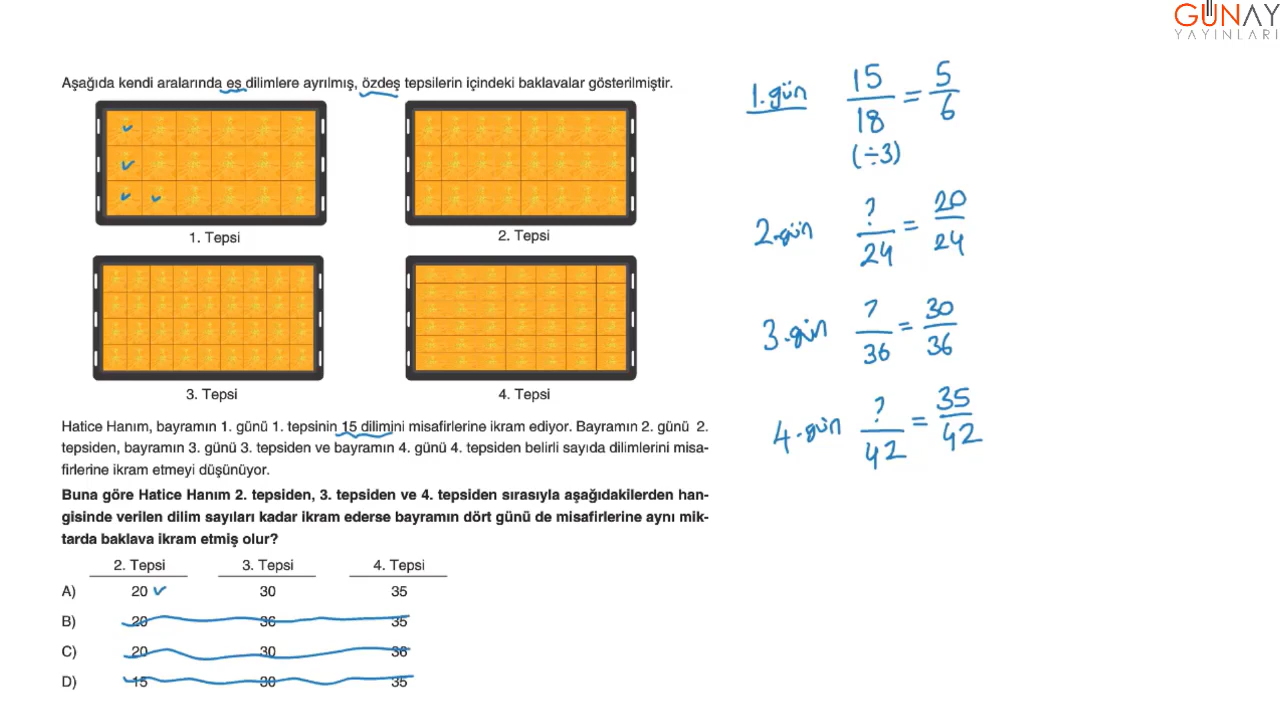 GÜNAY
YAYINLARI
Aşağıda kendi aralarında eş dilimlere ayrılmış, özdeş tepsilerin içindeki baklavalar gösterilmiştir.
1. Tepsi
2. Tepsi
3. Tepsi
4. Tepsi
Hatice Hanım, bayramın 1. günü 1. tepsinin 15 dilimini misafirlerine ikram ediyor. Bayramın 2. günü 2.
tepsiden, bayramın 3. günü 3. tepsiden ve bayramın 4. günü 4. tepsiden belirli sayıda dilimlerini misa-
firlerine ikram etmeyi düşünüyor.
Buna göre Hatice Hanım 2. tepsiden, 3. tepsiden ve 4. tepsiden sırasıyla aşağıdakilerden han-
gisinde verilen dilim sayıları kadar ikram ederse bayramın dört günü de misafirlerine aynı mik-
tarda baklava ikram etmiş olur?
2. Tepsi 3. Tepsi 4. Tepsi
A) 20 30 35
B) 20 36 35
C) 20 30 36
D) 15 30 35
1. gün 15/18 = 5/6
(÷3)
2. gün ?/24 = 20/24
3. gün ?/36 = 30/36
4. gün ?/42 = 35/42